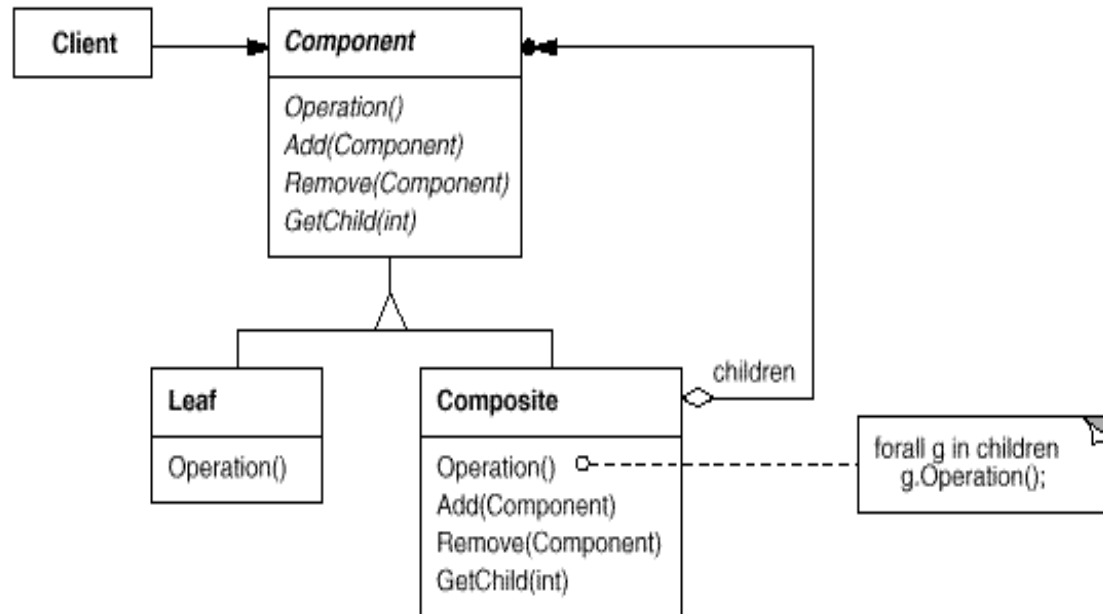 Client
Component
Operation()
Add(Component)
Remove(Component)
GetChild(int)
children
Leaf
Operation()
Composite
Operation()
Add(Component)
Remove(Component)
GetChild(int)
forall g in children
g.Operation();